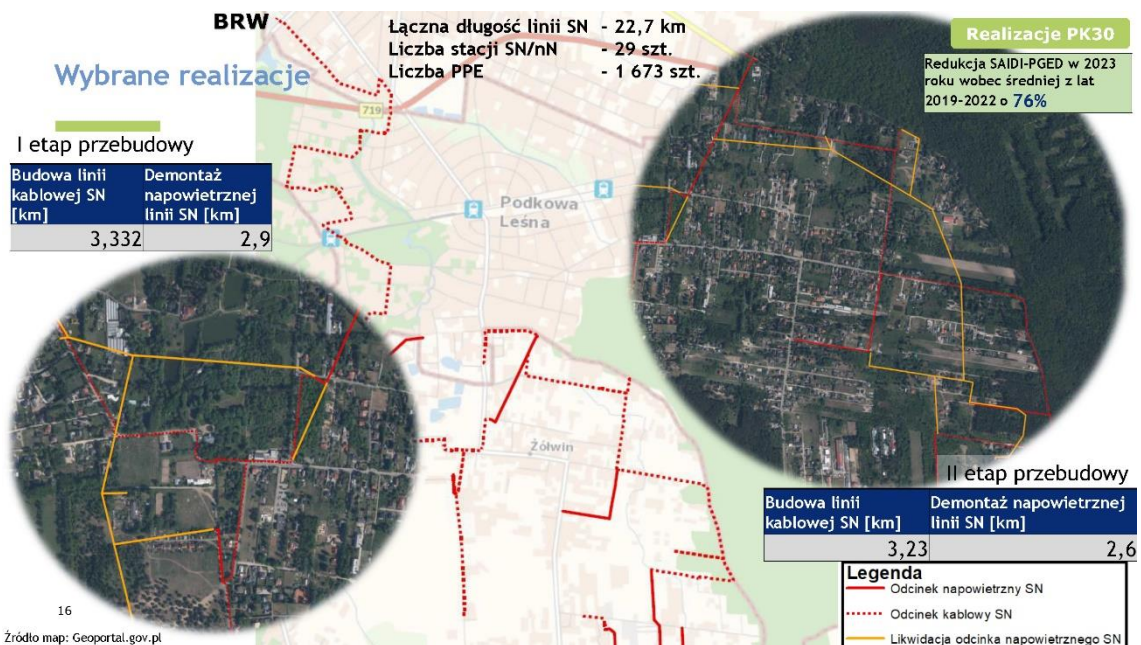 BRW
Łączna długość linii SN - 22,7 km
Liczba stacji SN/nN - 29 szt.
Liczba PPE - 1 673 szt.
Realizacje PK30
Redukcja SAIDI-PGED w 2023
roku wobec średniej z lat
2019-2022 o 76%
Wybrane realizacje
I etap przebudowy
Budowa linii kablowej SN [km]
Demontaż napowietrznej linii SN [km]
3,332
2,9
719
Podkowa
Leśna
Żółwin
II etap przebudowy
Budowa linii kablowej SN [km]
Demontaż napowietrznej linii SN [km]
3,23
2,6
Legenda
Odcinek napowietrzny SN
Odcinek kablowy SN
Likwidacja odcinka napowietrznego SN
16
Źródło map: Geoportal.gov.pl